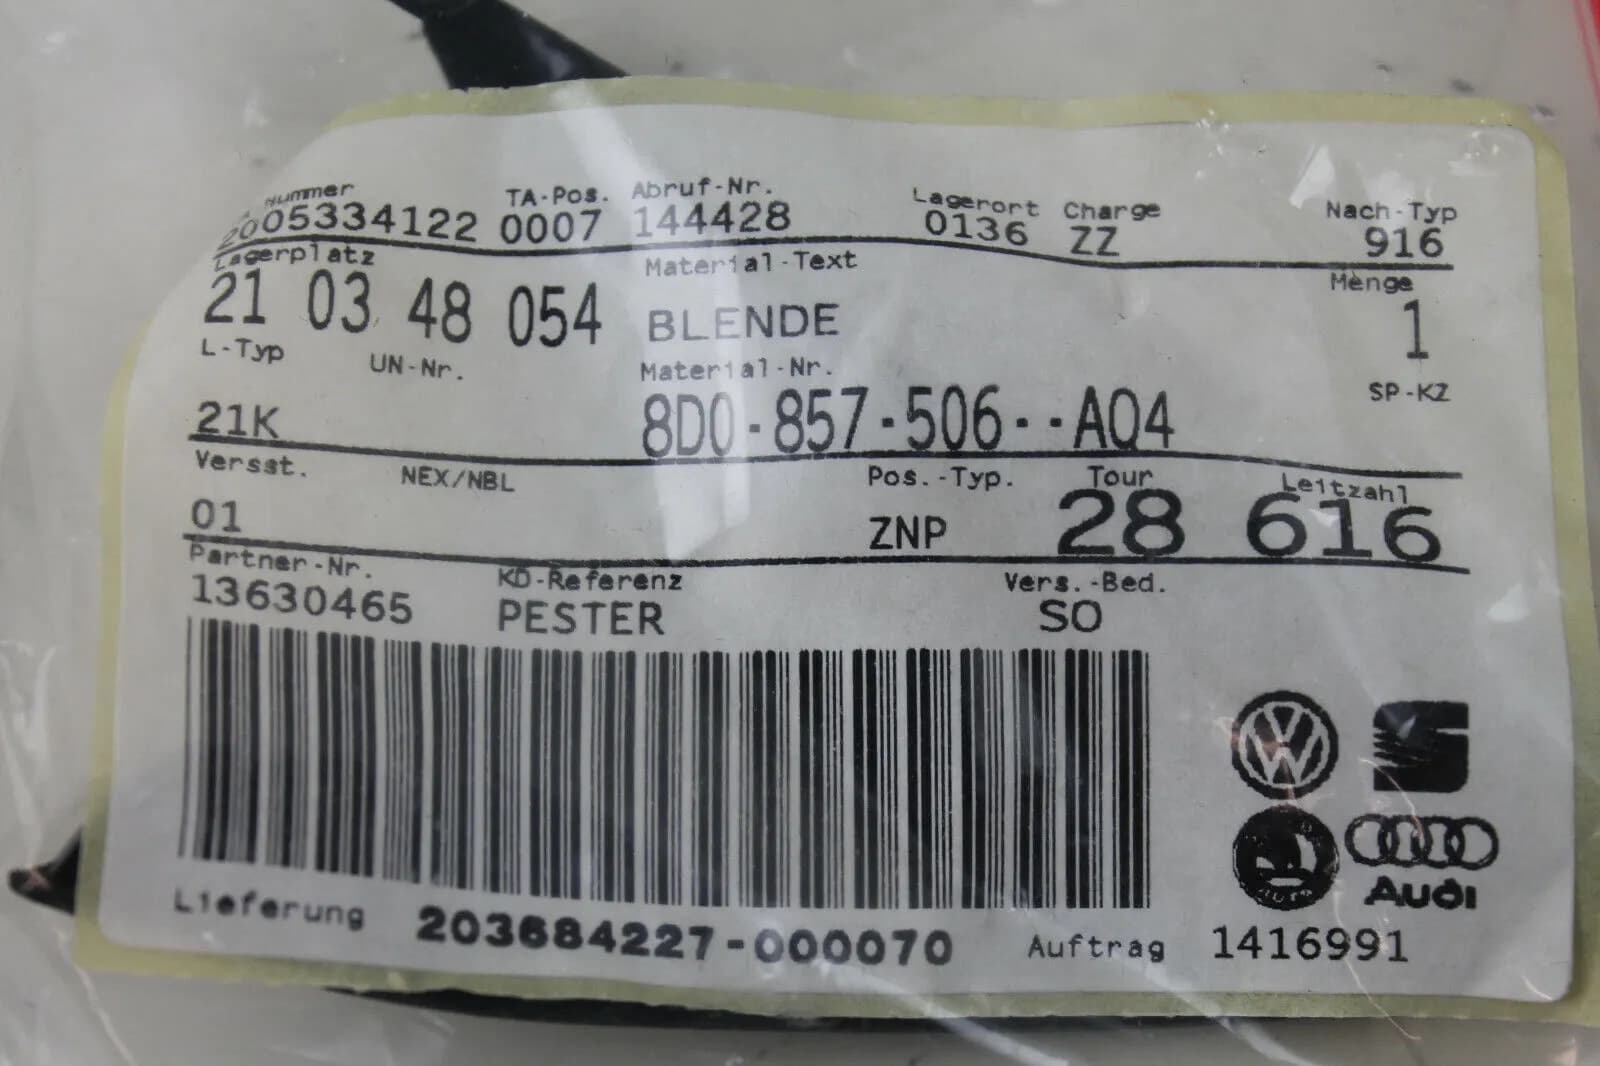 Nummer TA-Pos. Abruf-Nr. Lagerort Charge Nach-Typ
2005334122 0007 144428 0136 ZZ 916
Lagerplatz Material-Text Menge
21 03 48 054 BLENDE 1
L-Typ UN-Nr. Material-Nr. SP-KZ
21K 8D0-857-506--AQ4
Versst. NEX/NBL Pos.-Typ. Tour Leitzahl
01 ZNP 28 616
Partner-Nr. KD-Referenz Vers.-Bed.
13630465 PESTER SO
Lieferung 203684227-000070 Auftrag 1416991
Audi